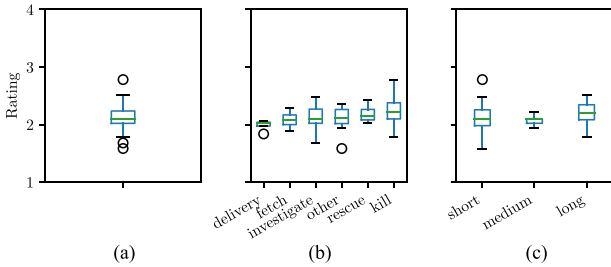 4
3
2
1
Rating
delivery
fetch
investigate
other
rescue
kill
short
medium
long
(a)
(b)
(c)